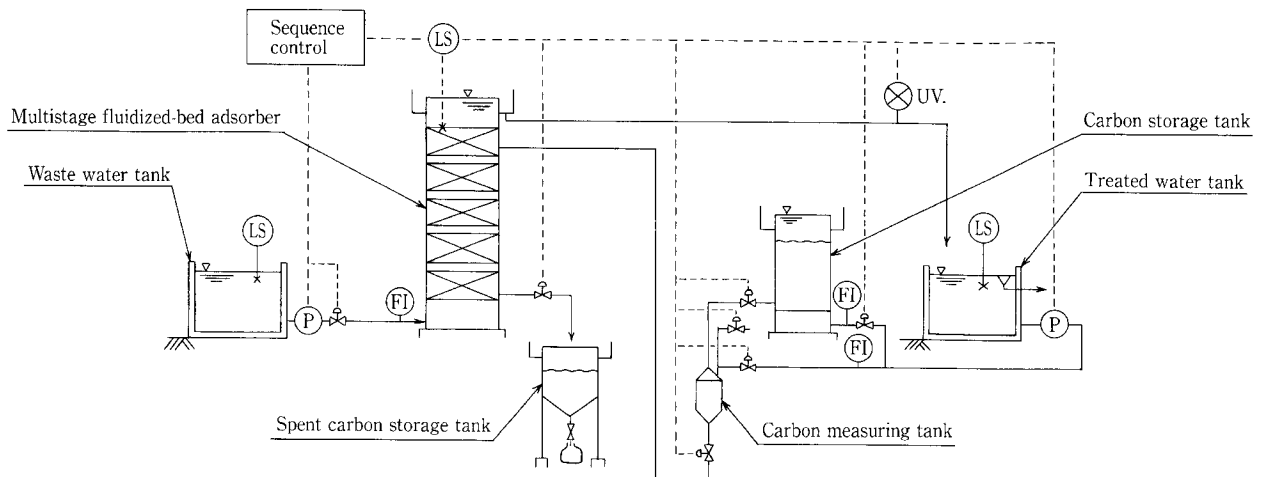 Sequence
control
LS
UV.
Multistage fluidized-bed adsorber
Carbon storage tank
Waste water tank
Treated water tank
LS
LS
FI
FI
P
P
FI
Spent carbon storage tank
Carbon measuring tank